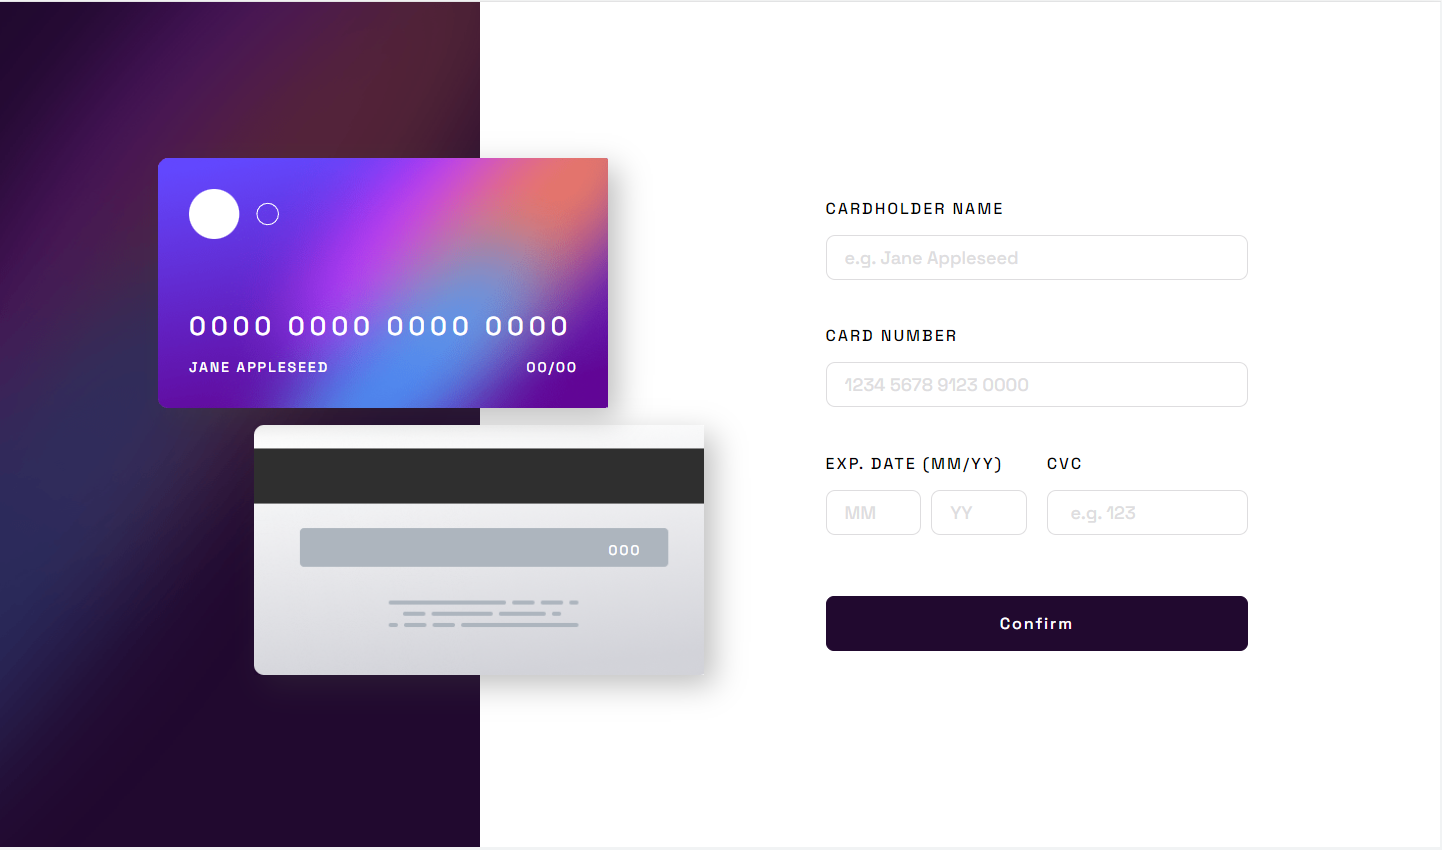 0000 0000 0000 0000
JANE APPLESEED 00/00
000
CARDHOLDER NAME
e.g. Jane Appleseed
CARD NUMBER
1234 5678 9123 0000
EXP. DATE (MM/YY) CVC
MM YY e.g. 123
Confirm